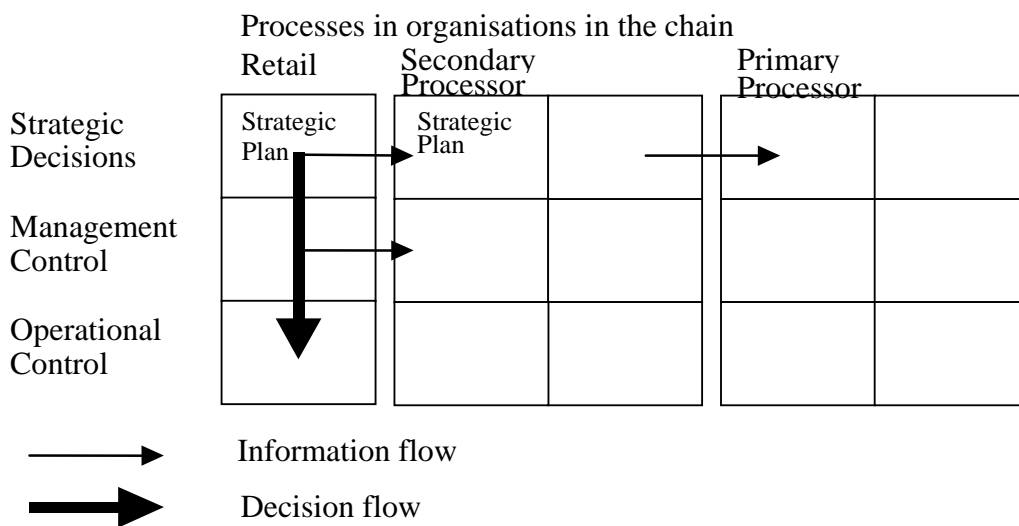 Processes in organisations in the chain
Retail
Secondary
Processor
Primary
Processor
Strategic
Decisions
Strategic
Plan
Strategic
Plan
Management
Control
Operational
Control
Information flow
Decision flow